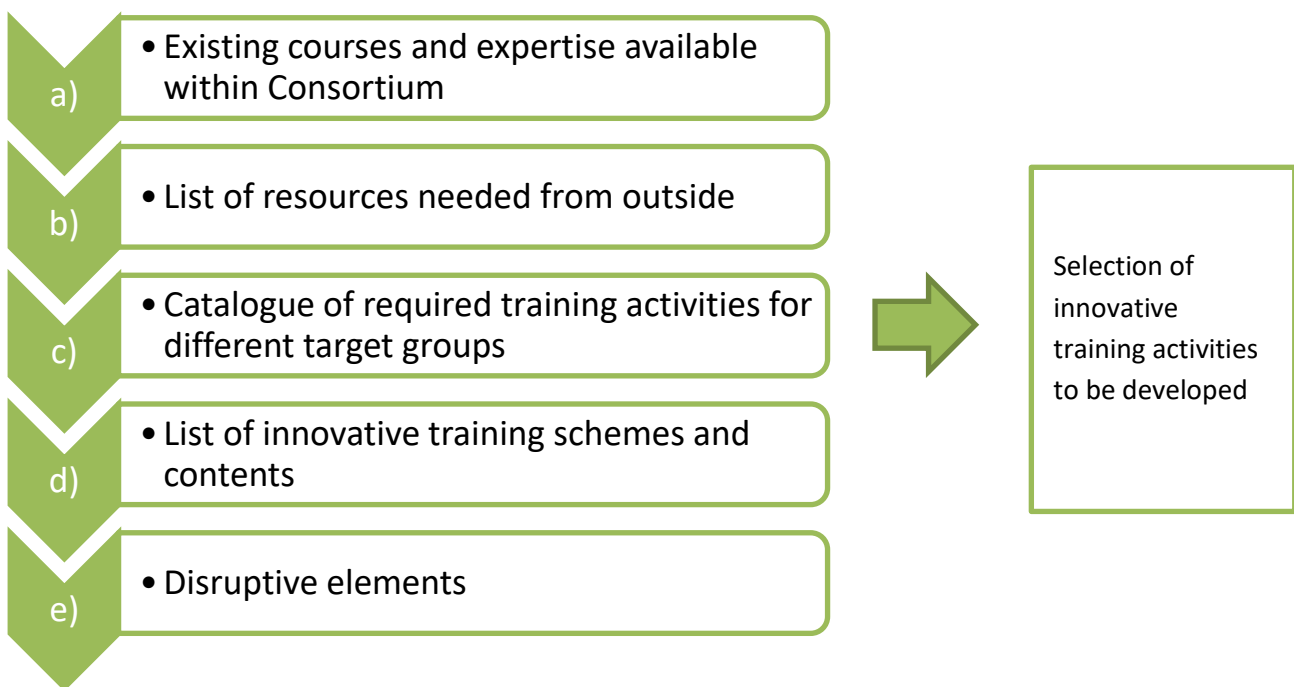 a)
• Existing courses and expertise available
within Consortium
b)
• List of resources needed from outside
c)
• Catalogue of required training activities for
different target groups
d)
• List of innovative training schemes and
contents
e)
• Disruptive elements
Selection of
innovative
training activities
to be developed